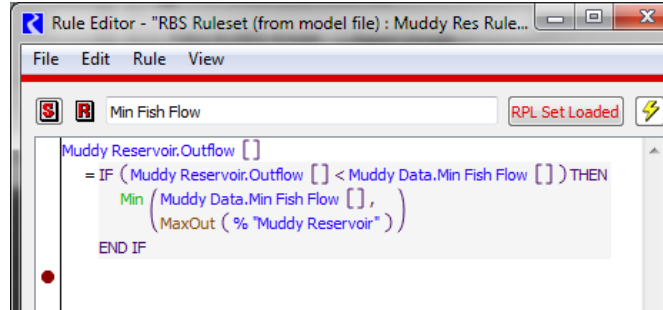 Rule Editor - "RBS Ruleset (from model file) : Muddy Res Rule...
File Edit Rule View
S R Min Fish Flow RPL Set Loaded
Muddy Reservoir.Outflow []
= IF ( Muddy Reservoir.Outflow [] < Muddy Data.Min Fish Flow [] ) THEN
Min ( Muddy Data.Min Fish Flow [] ,
MaxOut ( % "Muddy Reservoir" ) )
END IF